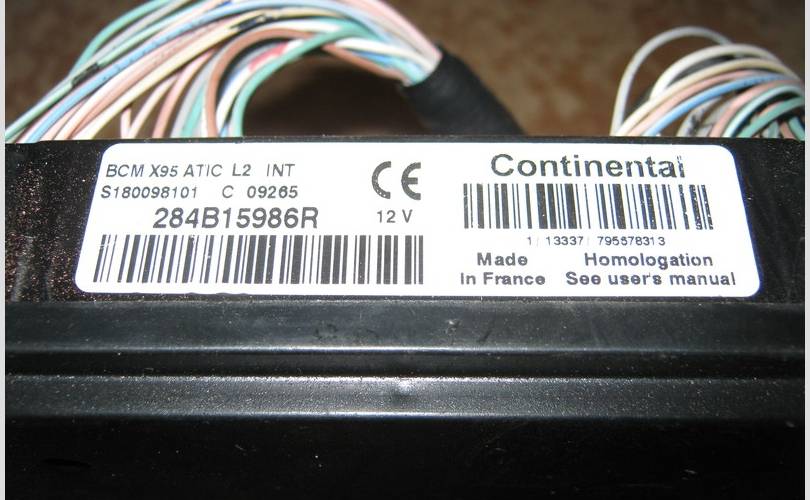 BCM X95 ATIC L2 INT
S180098101 C 09265
284B15986R
CE
12 V
Continental
1 13337 795678313
Made
In France
Homologation
See user's manual